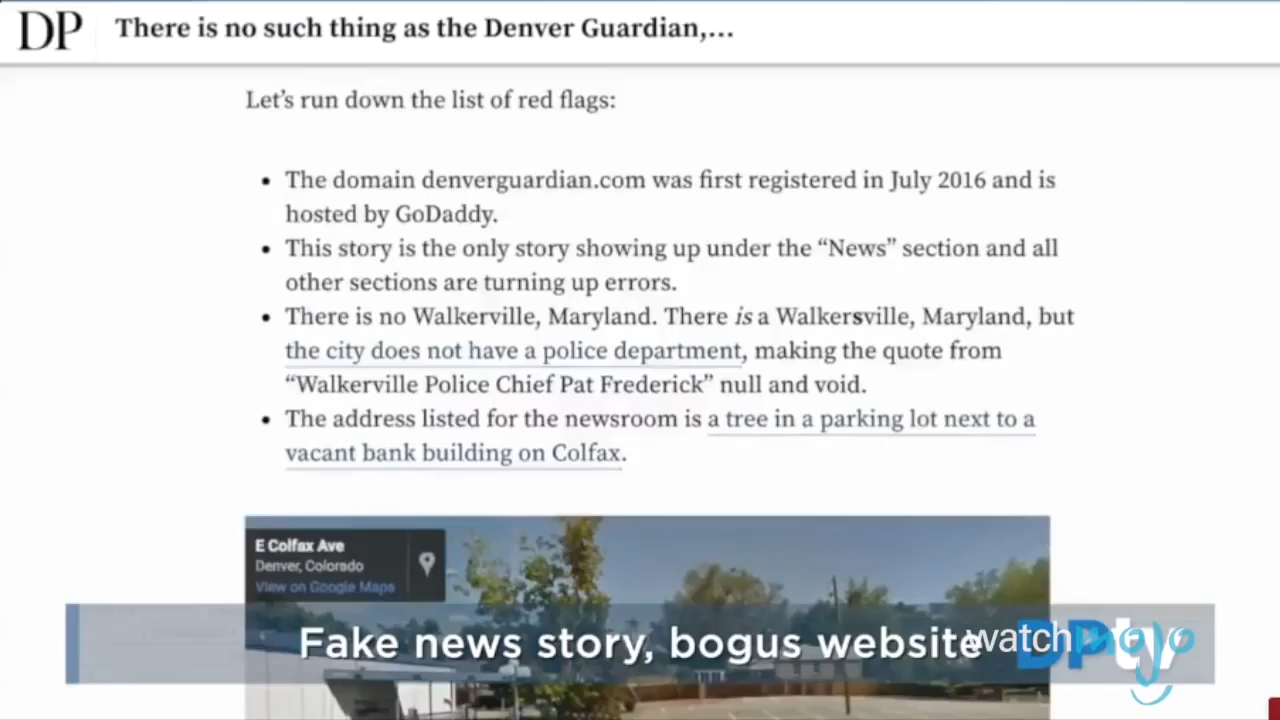 DP There is no such thing as the Denver Guardian,...
Let’s run down the list of red flags:
• The domain denverguardian.com was first registered in July 2016 and is
hosted by GoDaddy.
• This story is the only story showing up under the “News” section and all
other sections are turning up errors.
• There is no Walkerville, Maryland. There is a Walkersville, Maryland, but
the city does not have a police department, making the quote from
“Walkerville Police Chief Pat Frederick” null and void.
• The address listed for the newsroom is a tree in a parking lot next to a
vacant bank building on Colfax.
E Colfax Ave
Denver, Colorado
View on Google Maps
Fake news story, bogus website
watch mojo
DPtv